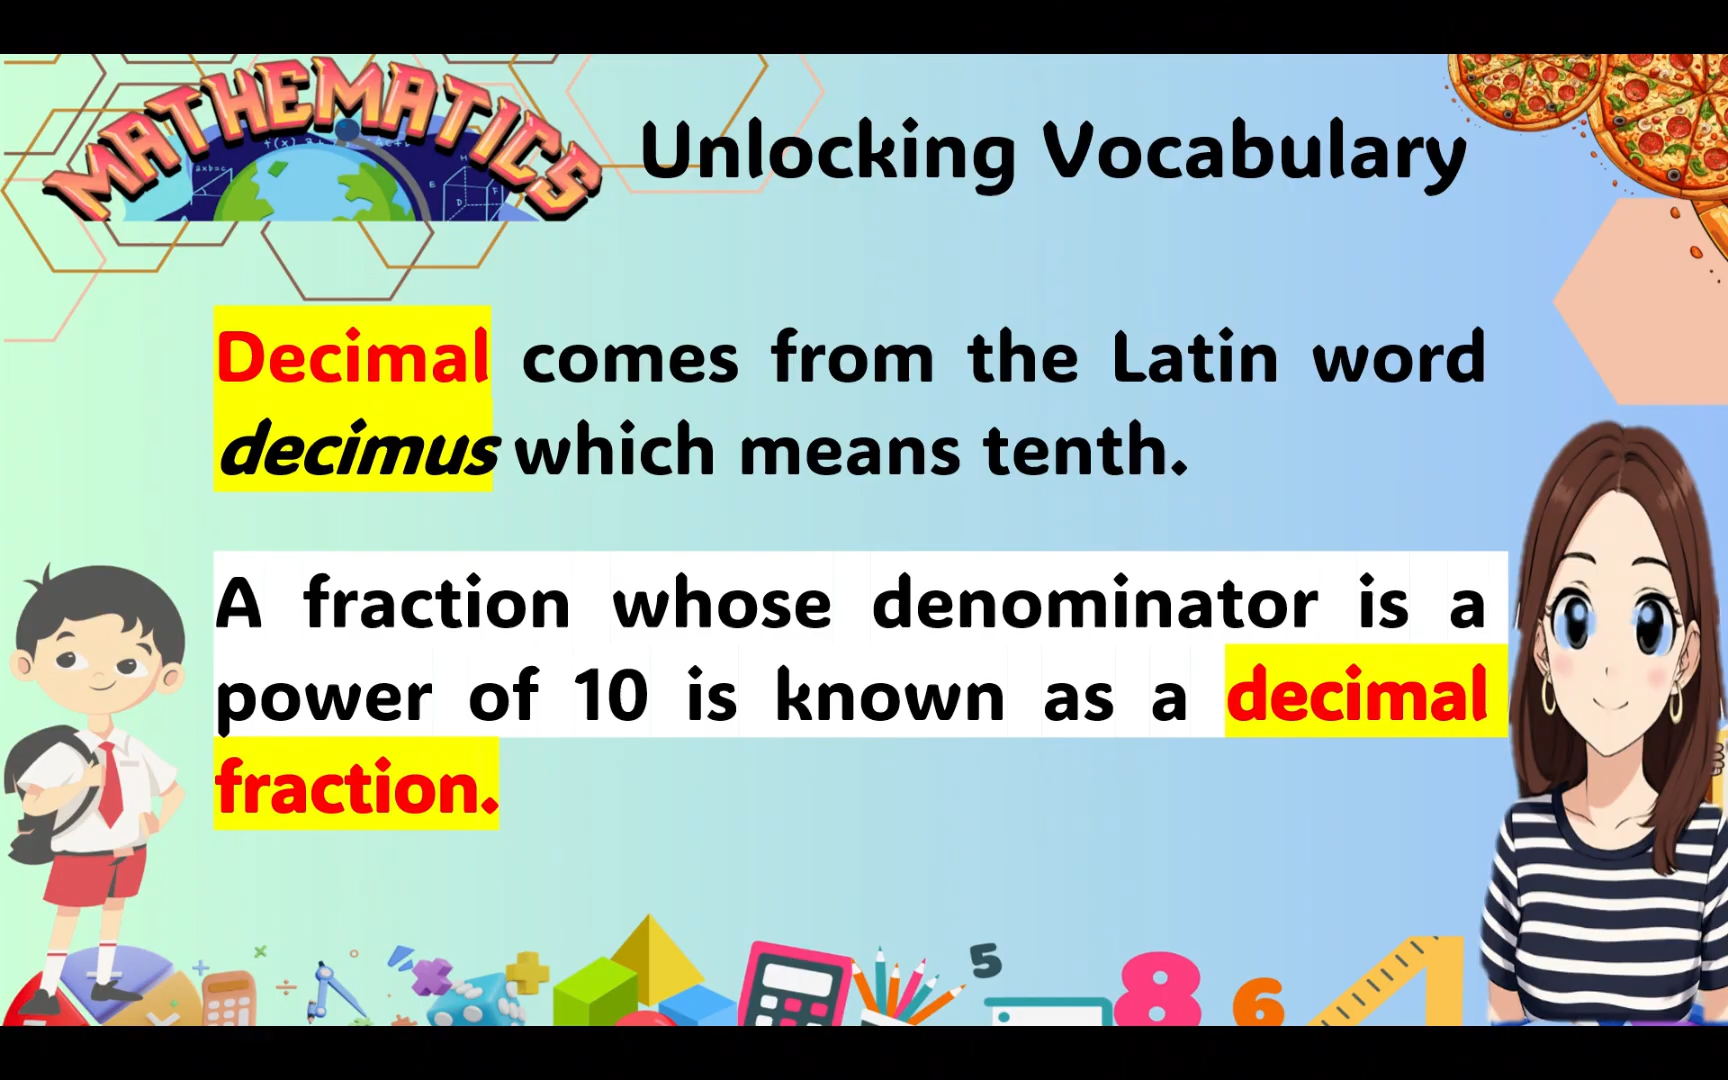 MATHEMATICS
Unlocking Vocabulary
Decimal comes from the Latin word
decimus which means tenth.
A fraction whose denominator is a
power of 10 is known as a decimal
fraction.
5
8
6